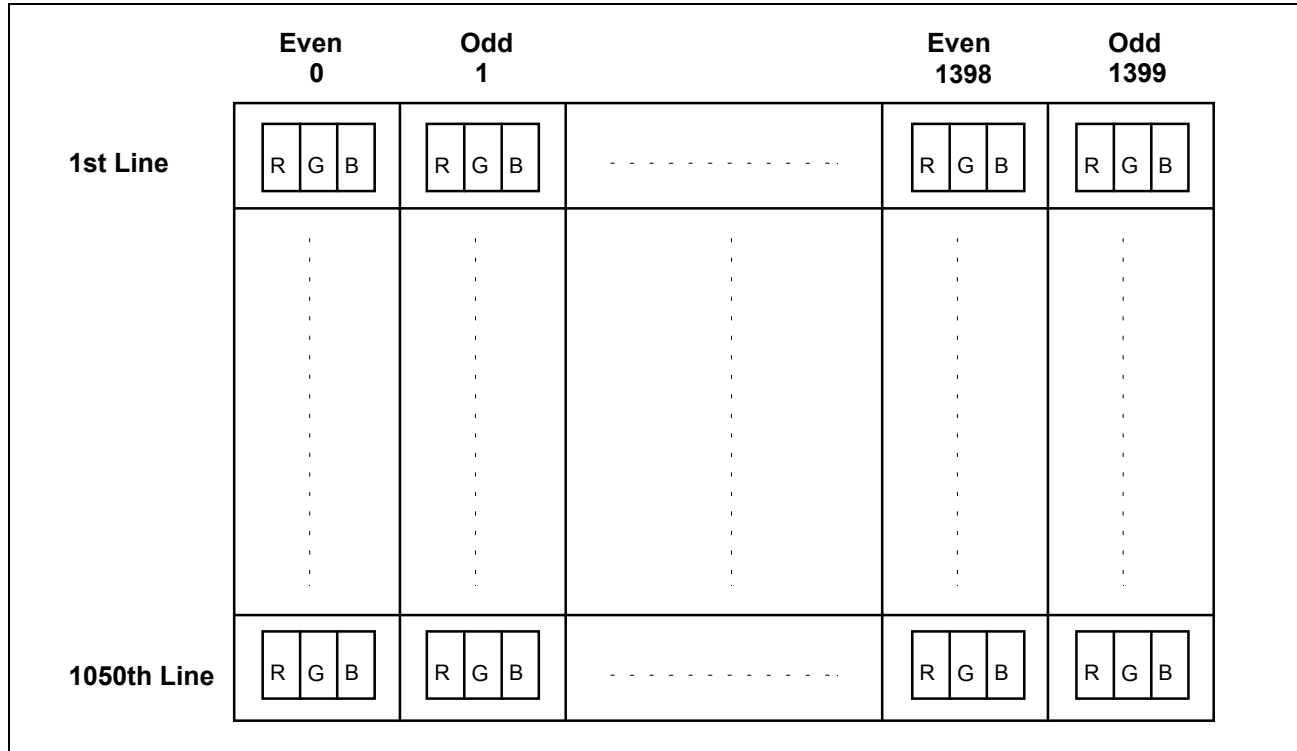 Even Odd Even Odd
0 1 1398 1399
1st Line R G B R G B R G B R G B
1050th Line R G B R G B R G B R G B